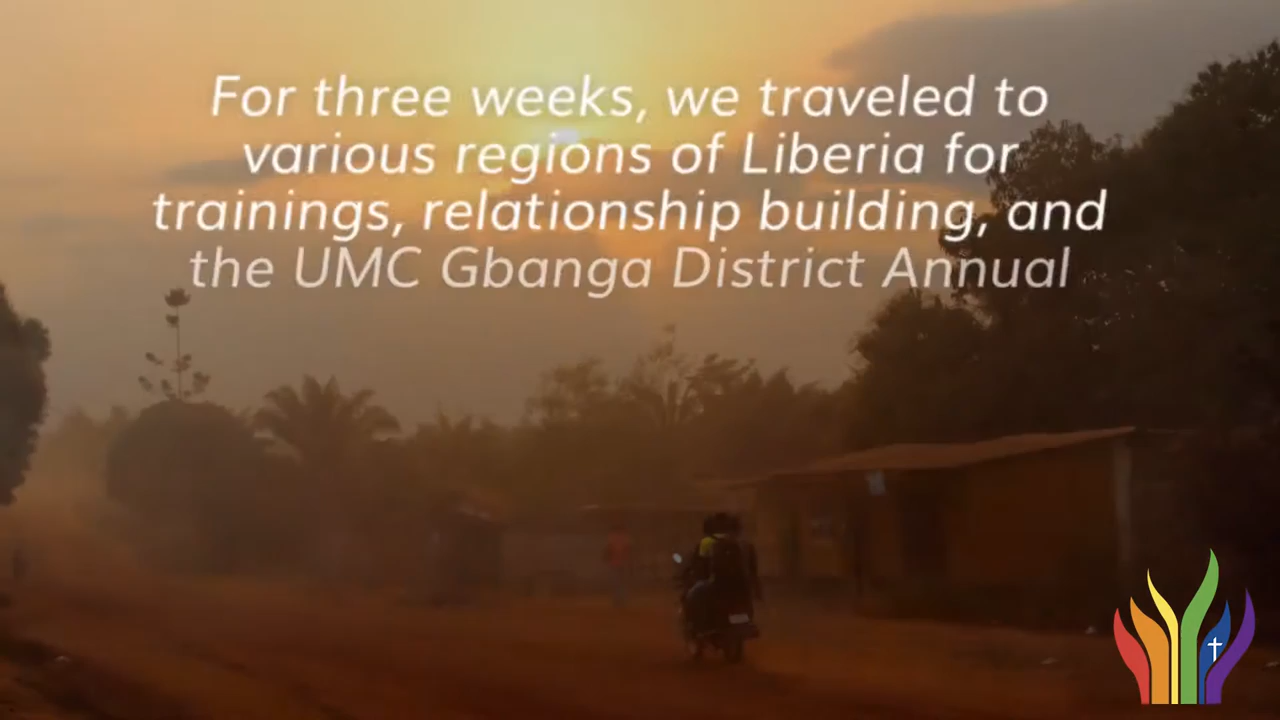 For three weeks, we traveled to
various regions of Liberia for
trainings, relationship building, and
the UMC Gbanga District Annual